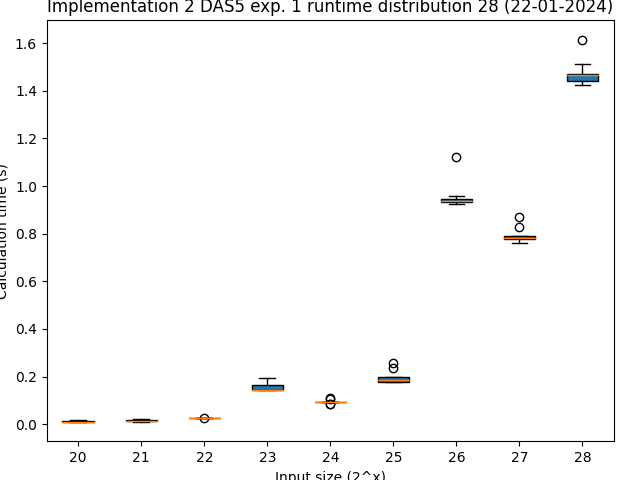 Implementation 2 DAS5 exp. 1 runtime distribution 28 (22-01-2024)
1.6
1.4
1.2
1.0
0.8
0.6
0.4
0.2
0.0
Calculation time (s)
20 21 22 23 24 25 26 27 28
Input size (2^x)